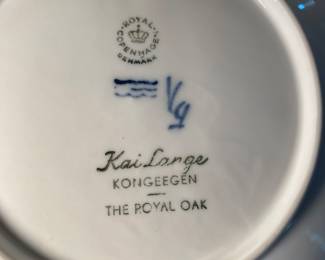 ROYAL
COPENHAGEN
DENMARK
Kai Lange
KONGEEGEN
THE ROYAL OAK